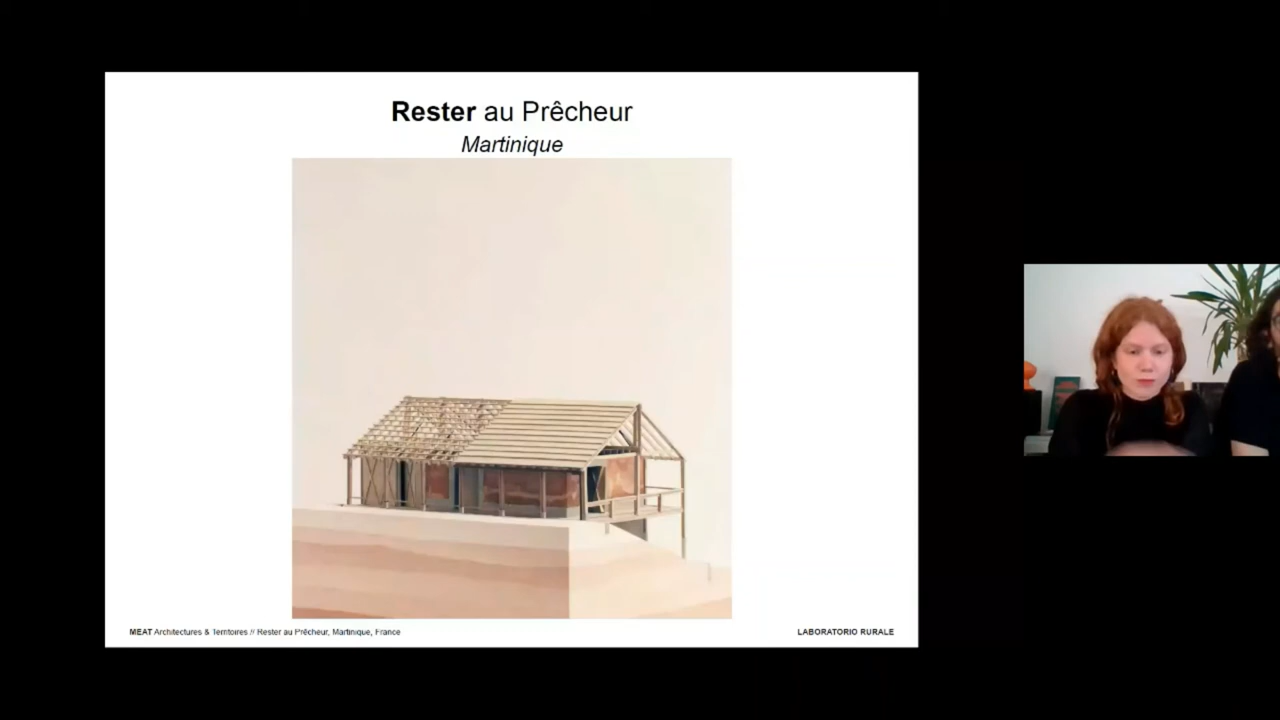 Rester au Prêcheur
Martinique
MEAT Architectures & Territoires // Rester au Prêcheur, Martinique, France
LABORATORIO RURALE